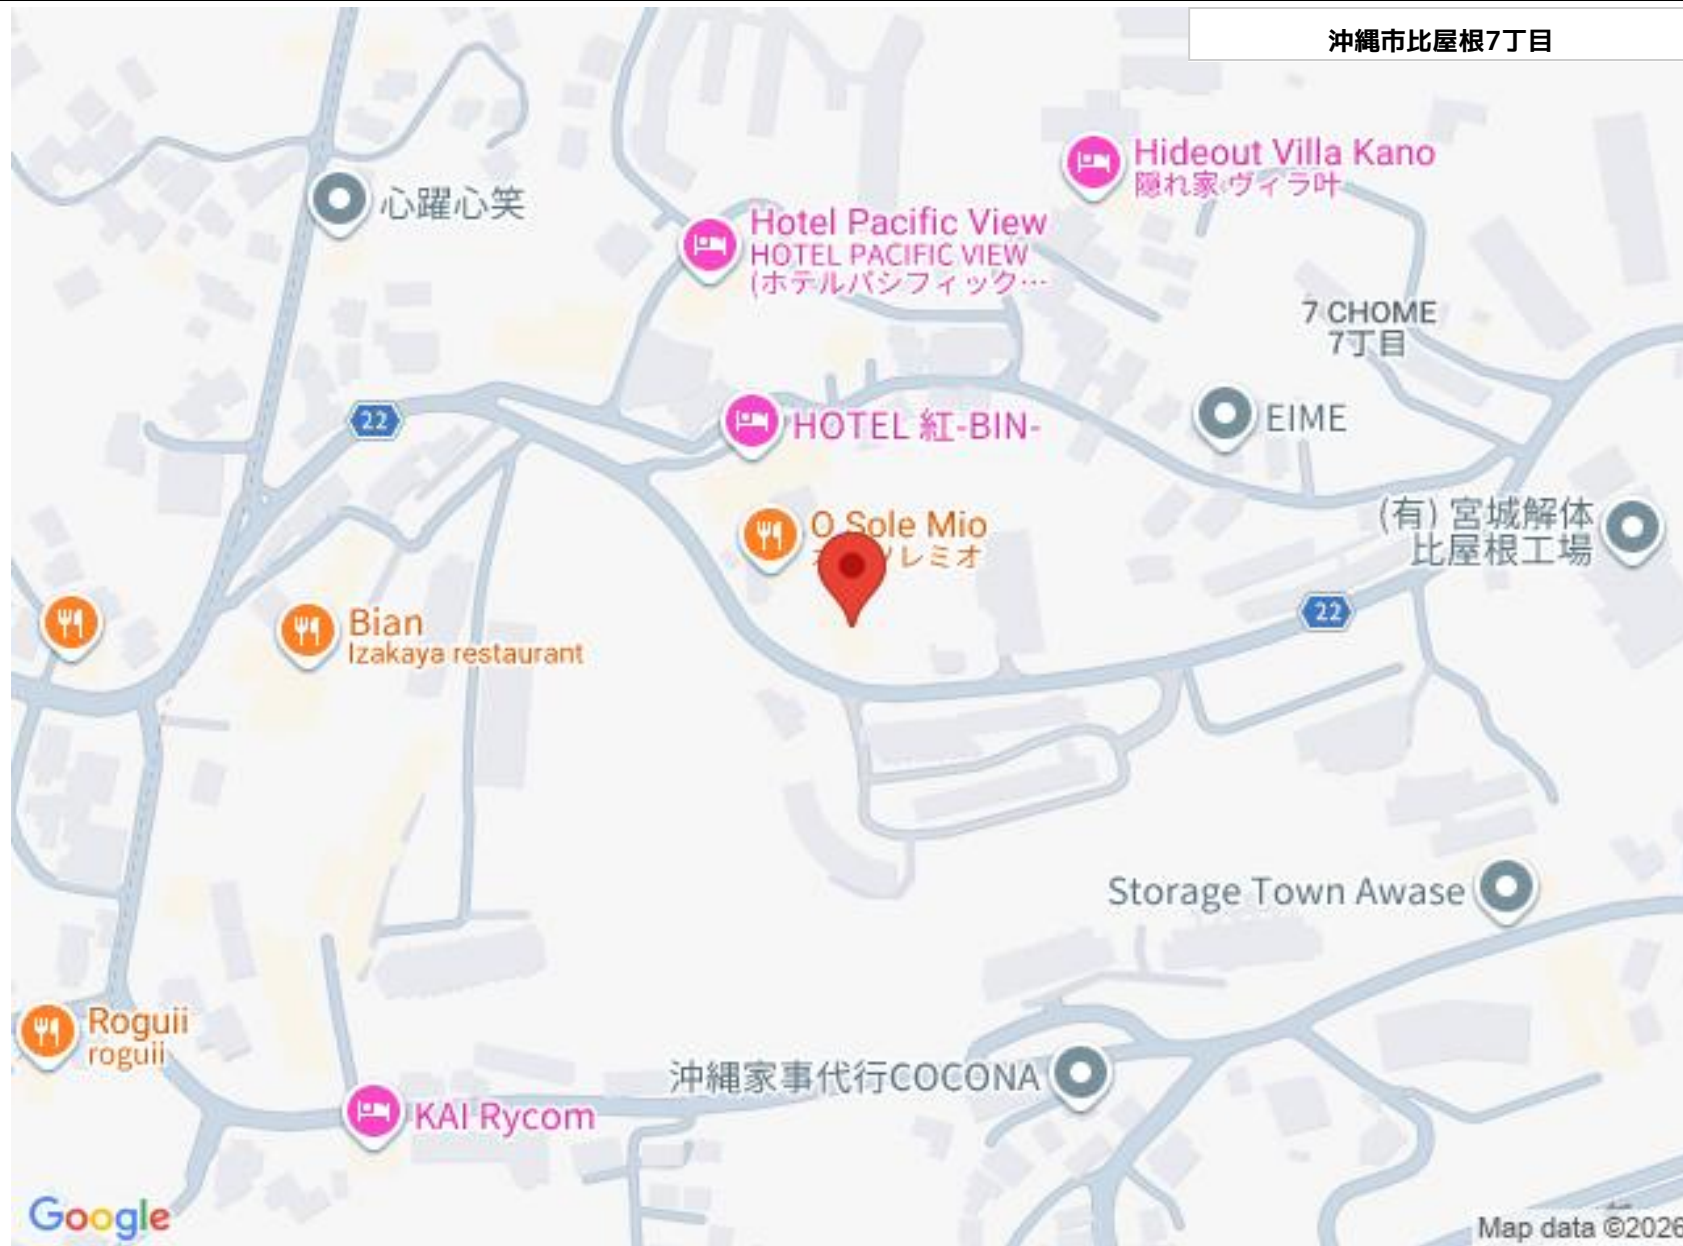 沖縄市比屋根7丁目
Hideout Villa Kano
隠れ家 ヴィラ叶
心躍心笑
Hotel Pacific View
HOTEL PACIFIC VIEW
(ホテルパシフィック…
7 CHOME
7丁目
22
HOTEL 紅-BIN-
EIME
O Sole Mio
レミオ
(有) 宮城解体
比屋根工場
22
Bian
Izakaya restaurant
Storage Town Awase
Roguii
roguii
沖縄家事代行COCONA
KAI Rycom
Google
Map data ©2026